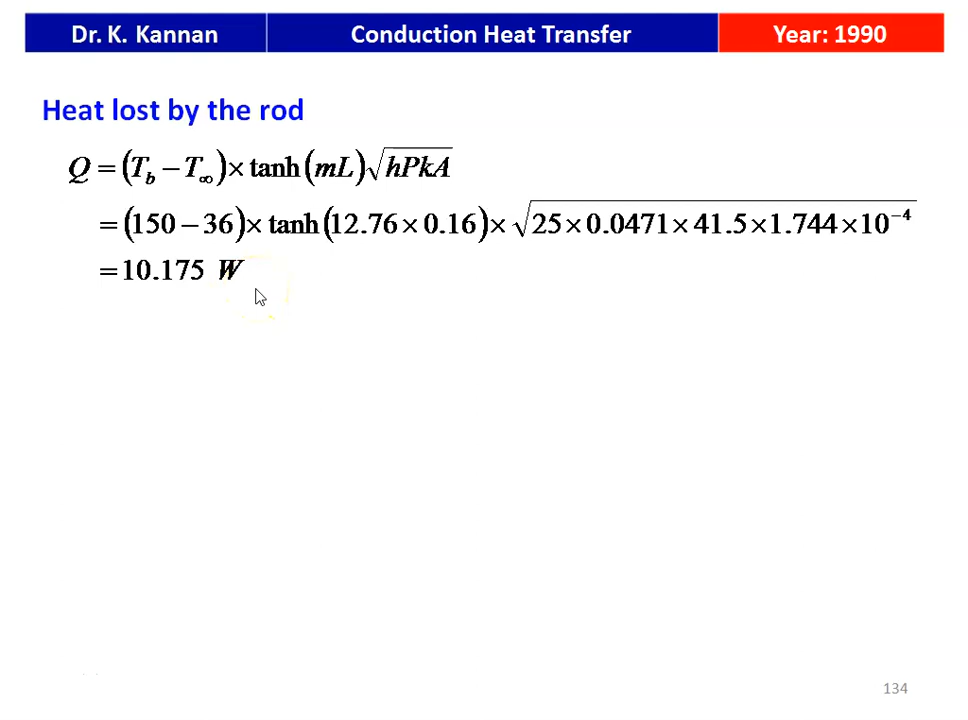 Dr. K. Kannan Conduction Heat Transfer Year: 1990
Heat lost by the rod
Q = (T_b − T_∞) × tanh (mL) √(hPkA)
= (150 − 36) × tanh (12.76 × 0.16) × √(25 × 0.0471 × 41.5 × 1.744 × 10⁻⁴)
= 10.175 W
134